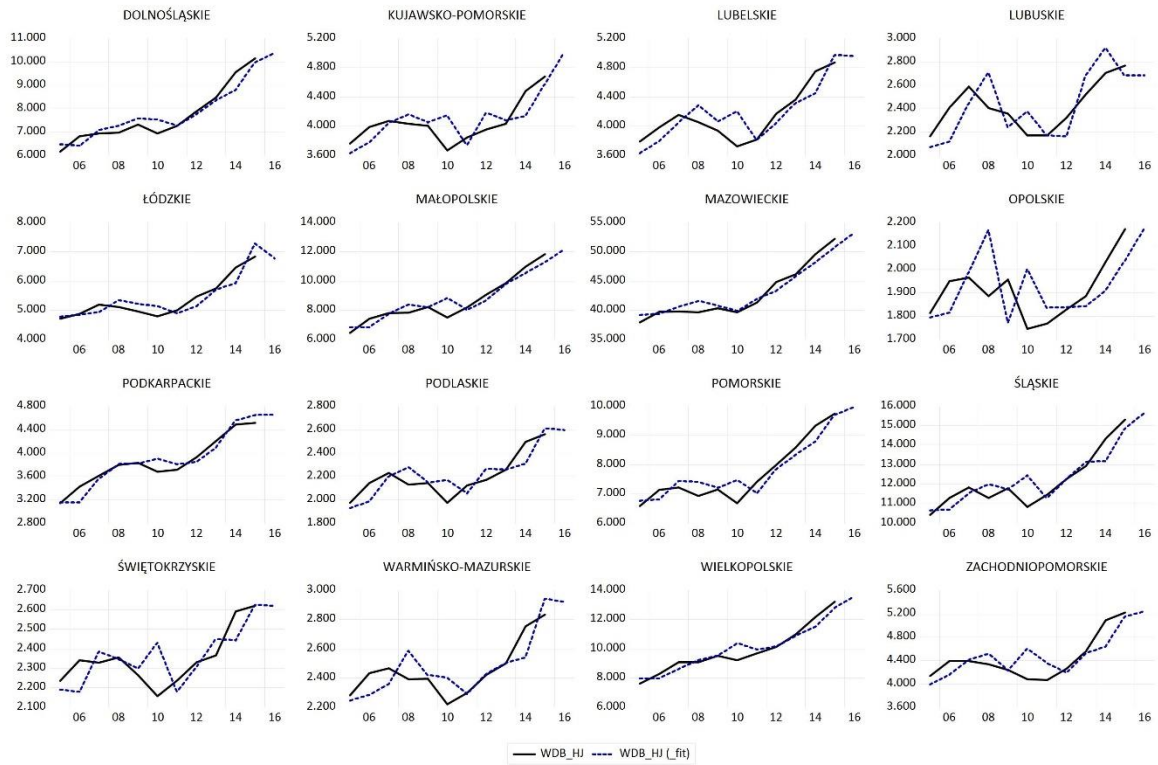 DOLNOŚLĄSKIE
11.000
10.000
9.000
8.000
7.000
6.000
06 08 10 12 14 16
KUJAWSKO-POMORSKIE
5.200
4.800
4.400
4.000
3.600
06 08 10 12 14 16
LUBELSKIE
5.200
4.800
4.400
4.000
3.600
06 08 10 12 14 16
LUBUSKIE
3.000
2.800
2.600
2.400
2.200
2.000
06 08 10 12 14 16
ŁÓDZKIE
8.000
7.000
6.000
5.000
4.000
06 08 10 12 14 16
MAŁOPOLSKIE
14.000
12.000
10.000
8.000
6.000
06 08 10 12 14 16
MAZOWIECKIE
55.000
50.000
45.000
40.000
35.000
06 08 10 12 14 16
OPOLSKIE
2.200
2.100
2.000
1.900
1.800
1.700
06 08 10 12 14 16
PODKARPACKIE
4.800
4.400
4.000
3.600
3.200
2.800
06 08 10 12 14 16
PODLASKIE
2.800
2.600
2.400
2.200
2.000
1.800
06 08 10 12 14 16
POMORSKIE
10.000
9.000
8.000
7.000
6.000
06 08 10 12 14 16
ŚLĄSKIE
16.000
15.000
14.000
13.000
12.000
11.000
10.000
06 08 10 12 14 16
ŚWIĘTOKRZYSKIE
2.700
2.600
2.500
2.400
2.300
2.200
2.100
06 08 10 12 14 16
WARMIŃSKO-MAZURSKIE
3.000
2.800
2.600
2.400
2.200
06 08 10 12 14 16
WIELKOPOLSKIE
14.000
12.000
10.000
8.000
6.000
06 08 10 12 14 16
ZACHODNIOPOMORSKIE
5.600
5.200
4.800
4.400
4.000
3.600
06 08 10 12 14 16
WDB_HJ WDB_HJ (_fit)